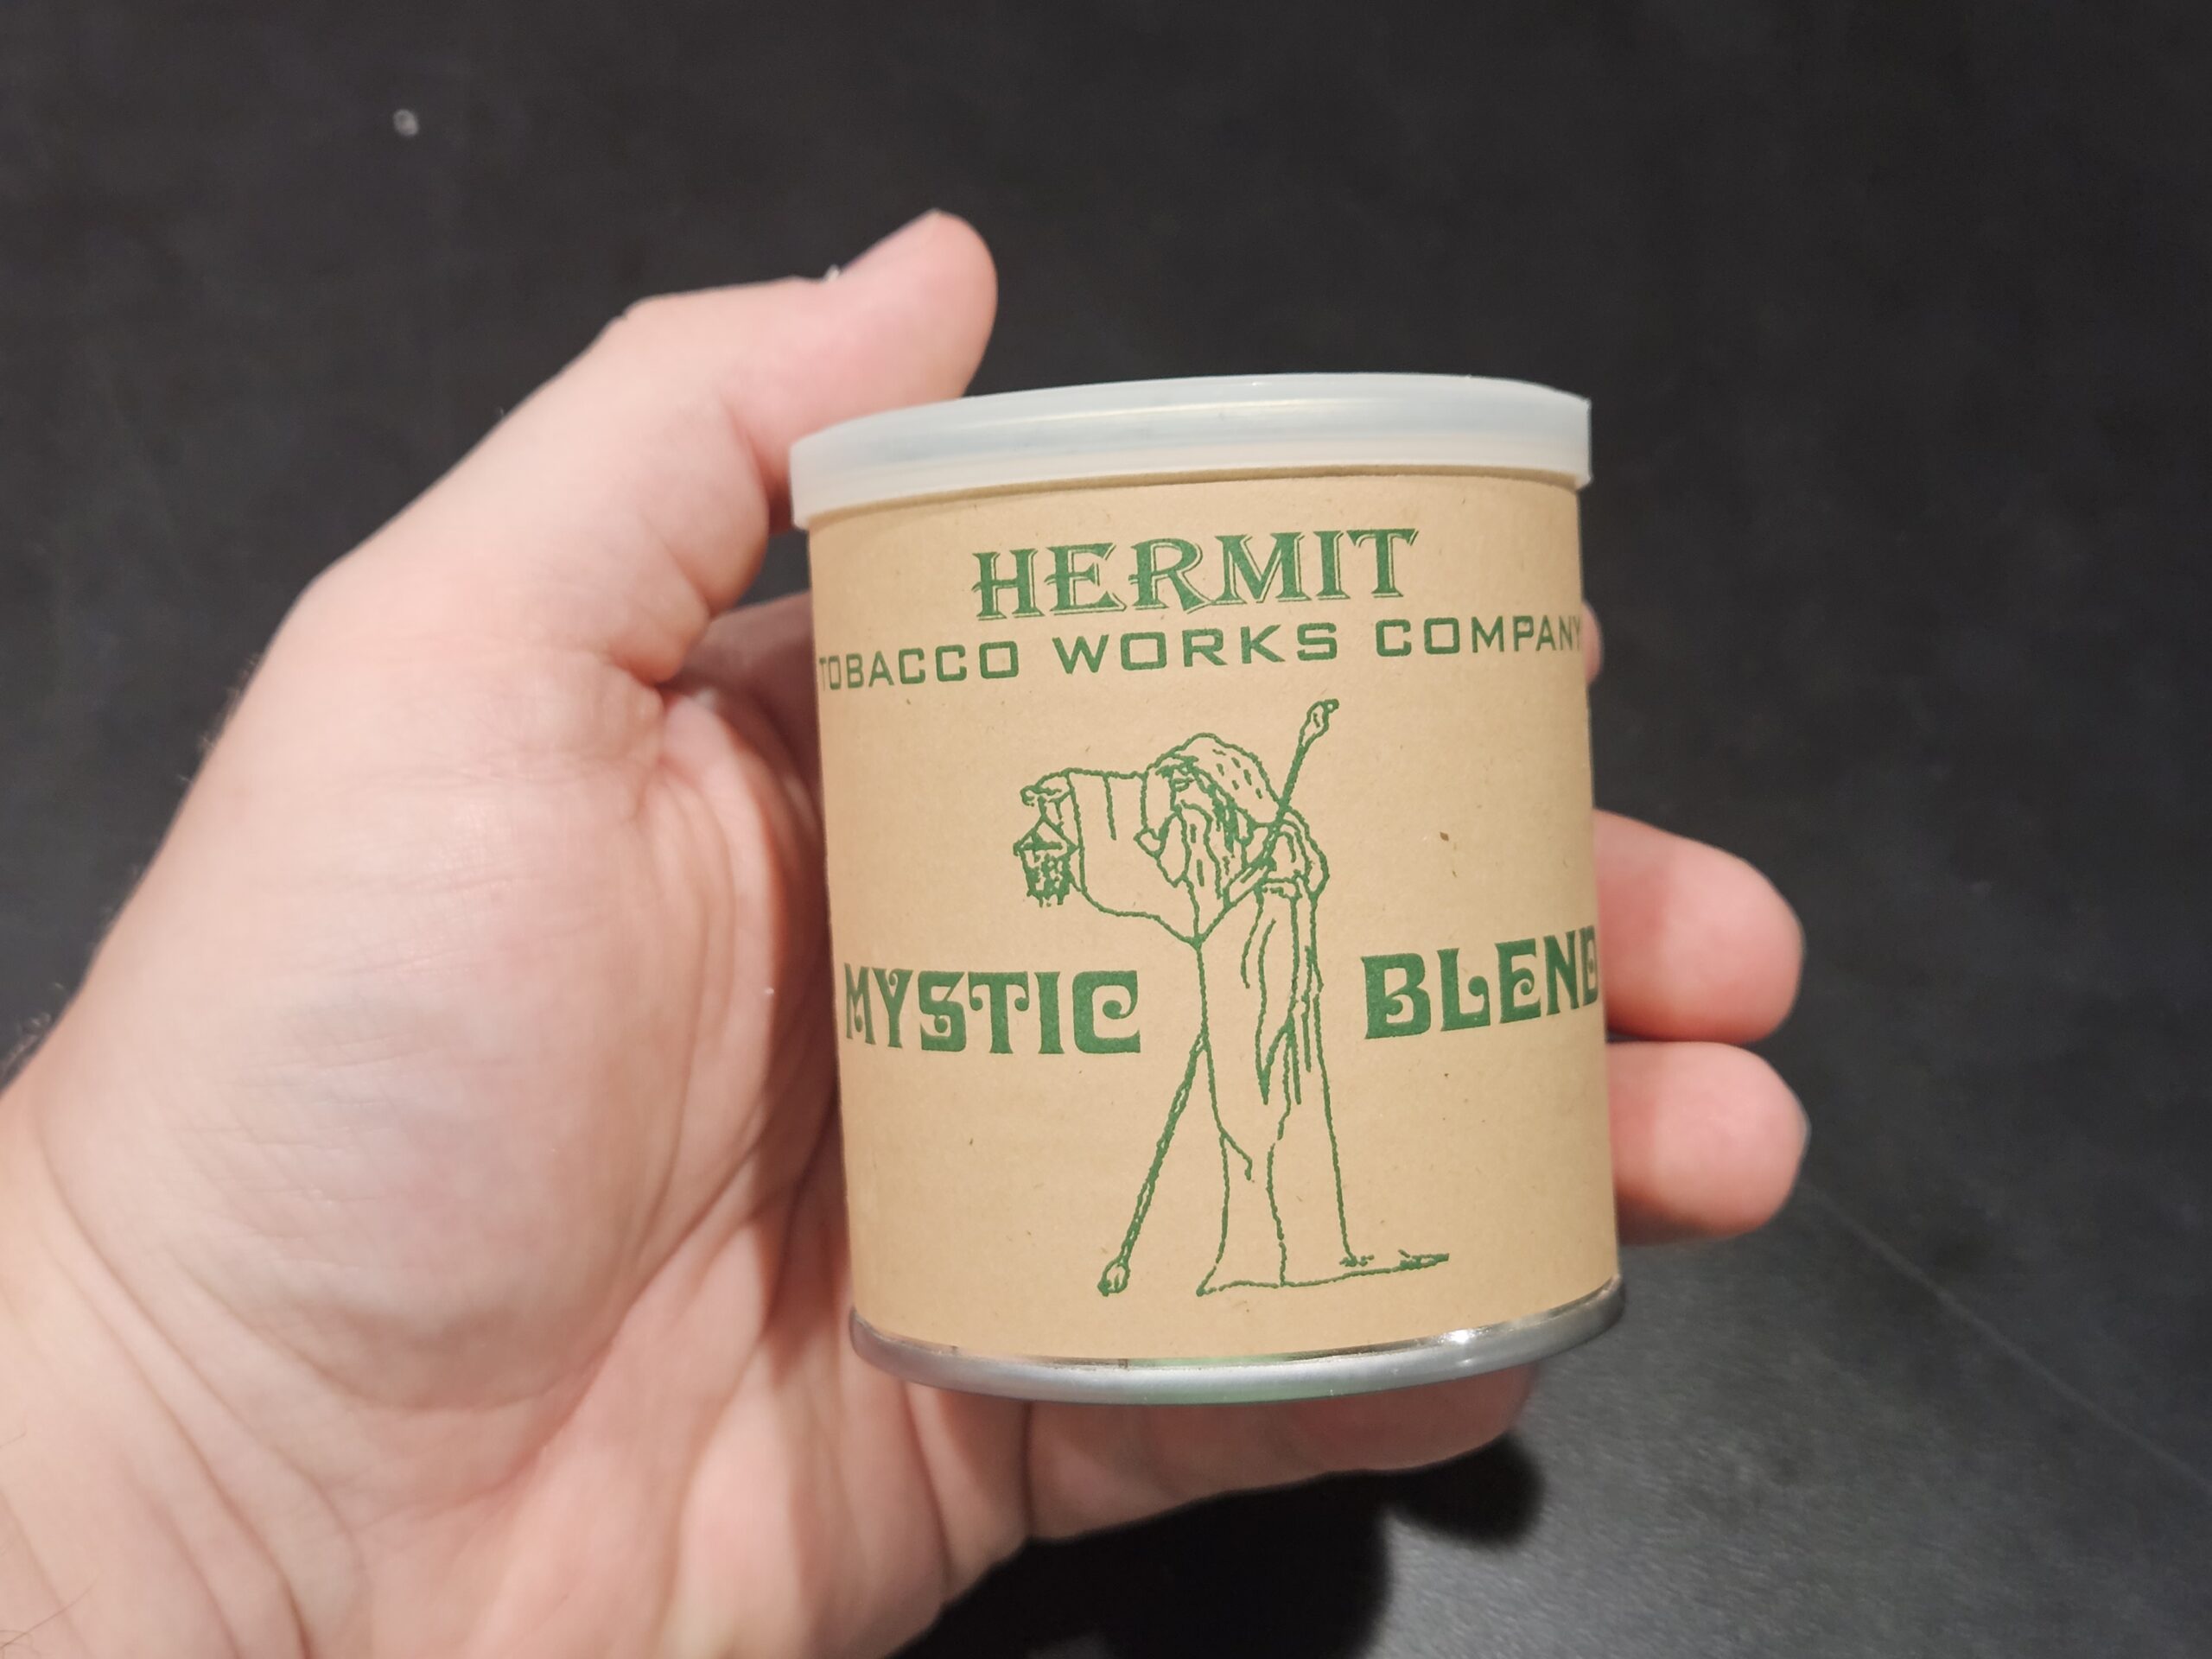 HERMIT
TOBACCO WORKS COMPANY
MYSTIC BLEND